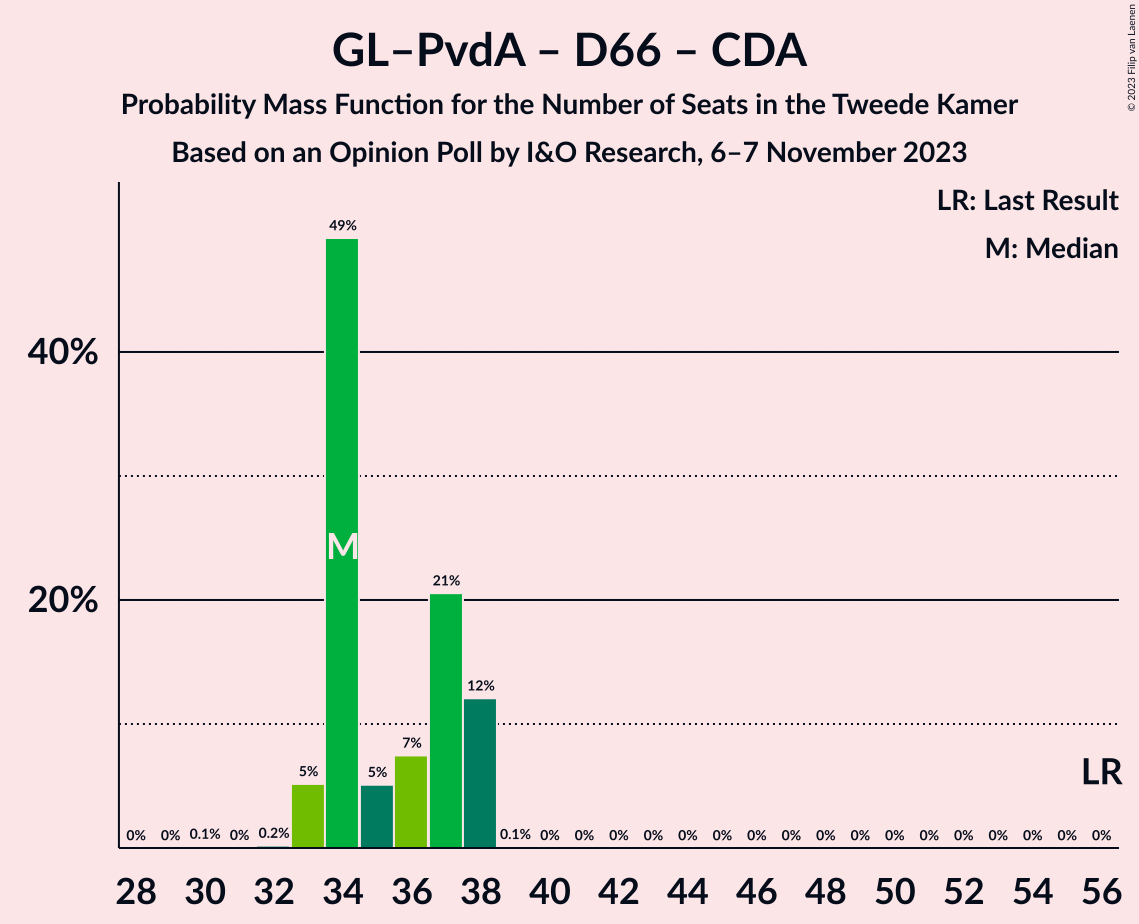 GL–PvdA – D66 – CDA
Probability Mass Function for the Number of Seats in the Tweede Kamer
Based on an Opinion Poll by I&O Research, 6–7 November 2023
© 2023 Filip van Laenen
LR: Last Result
M: Median
49%
40%
M
21%
20%
12%
7%
5%
5%
LR
0% 0% 0.1% 0% 0.2% 0.1% 0% 0% 0% 0% 0% 0% 0% 0% 0% 0% 0% 0% 0% 0% 0% 0% 0%
28 30 32 34 36 38 40 42 44 46 48 50 52 54 56